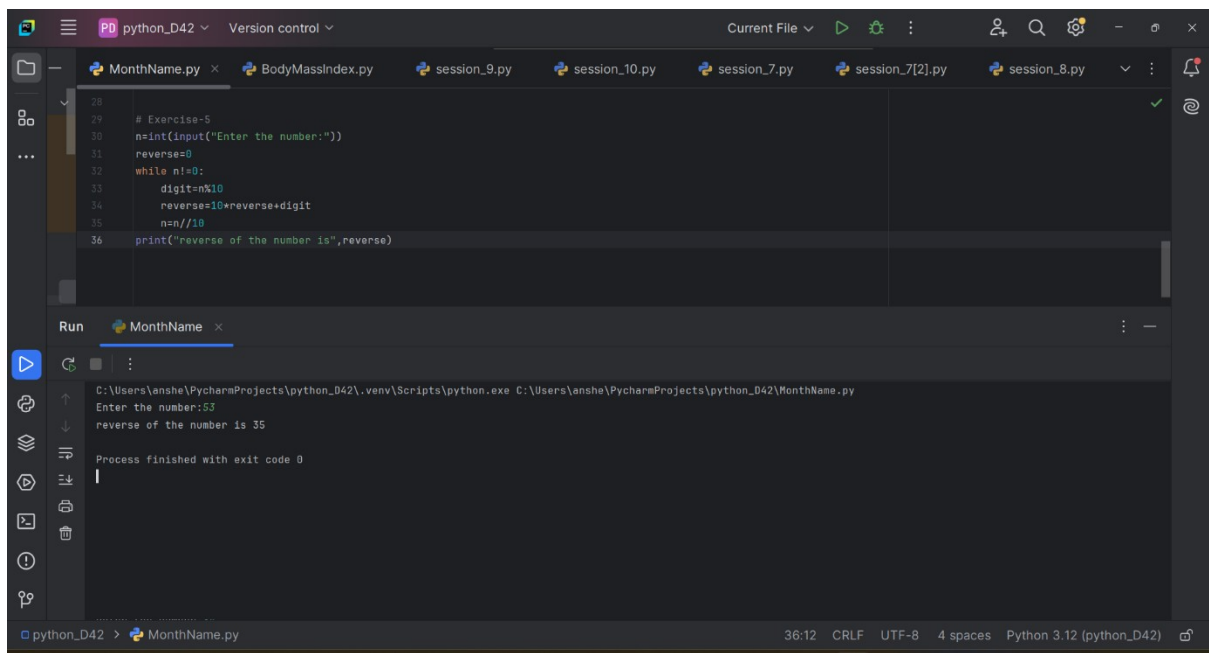 PD python_D42 Version control Current File
MonthName.py BodyMassIndex.py session_9.py session_10.py session_7.py session_7[2].py session_8.py
28
29 # Exercise-5
30 n=int(input("Enter the number:"))
31 reverse=0
32 while n!=0:
33 digit=n%10
34 reverse=10*reverse+digit
35 n=n//10
36 print("reverse of the number is",reverse)
Run MonthName
C:\Users\anshe\PycharmProjects\python_D42\.venv\Scripts\python.exe C:\Users\anshe\PycharmProjects\python_D42\MonthName.py
Enter the number:53
reverse of the number is 35
Process finished with exit code 0
python_D42 > MonthName.py 36:12 CRLF UTF-8 4 spaces Python 3.12 (python_D42)